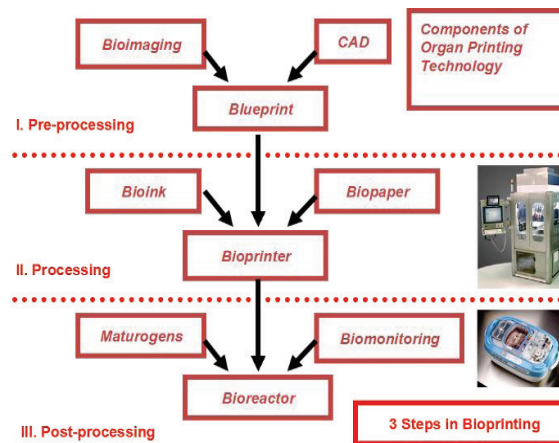 Bioimaging
CAD
Components of
Organ Printing
Technology
Blueprint
I. Pre-processing
Bioink
Biopaper
Bioprinter
II. Processing
Maturogens
Biomonitoring
Bioreactor
III. Post-processing
3 Steps in Bioprinting